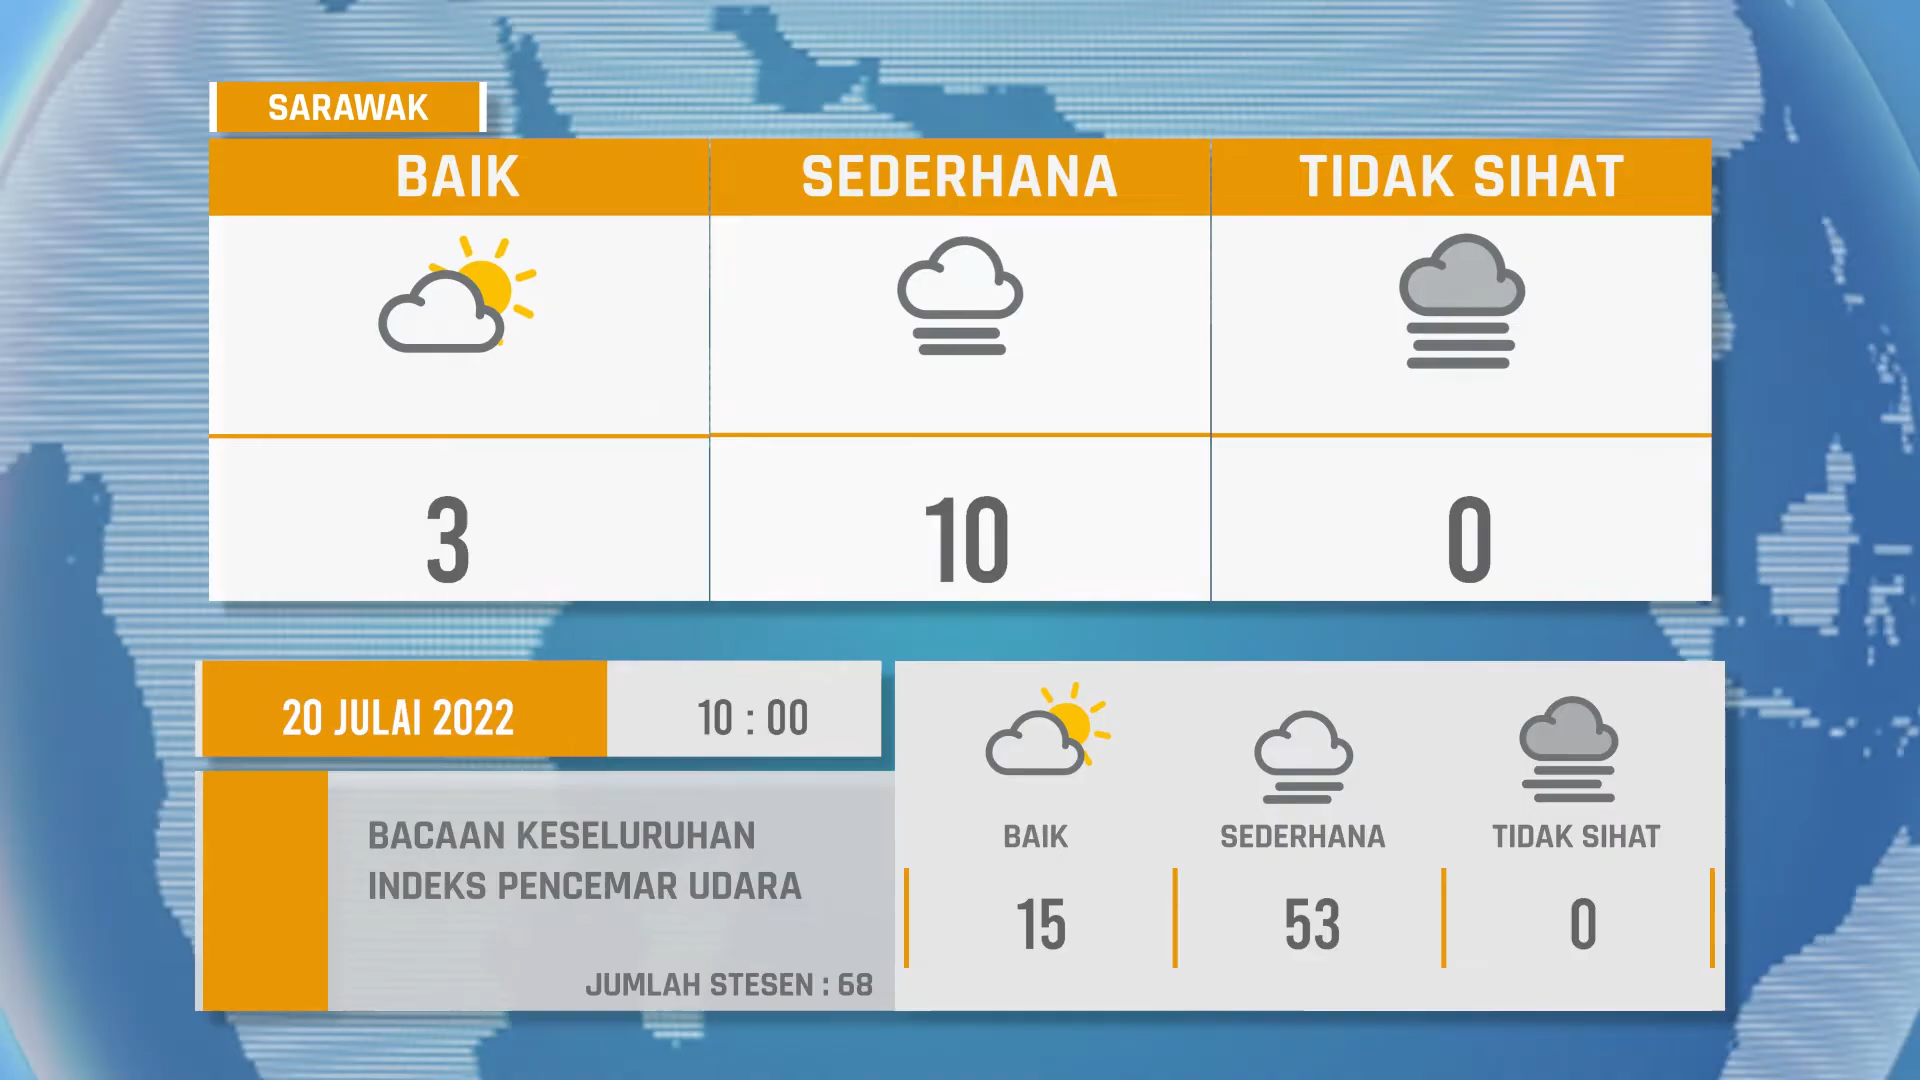 SARAWAK
BAIK SEDERHANA TIDAK SIHAT
3 10 0
20 JULAI 2022 10 : 00
BACAAN KESELURUHAN
INDEKS PENCEMAR UDARA
JUMLAH STESEN : 68
BAIK SEDERHANA TIDAK SIHAT
15 53 0